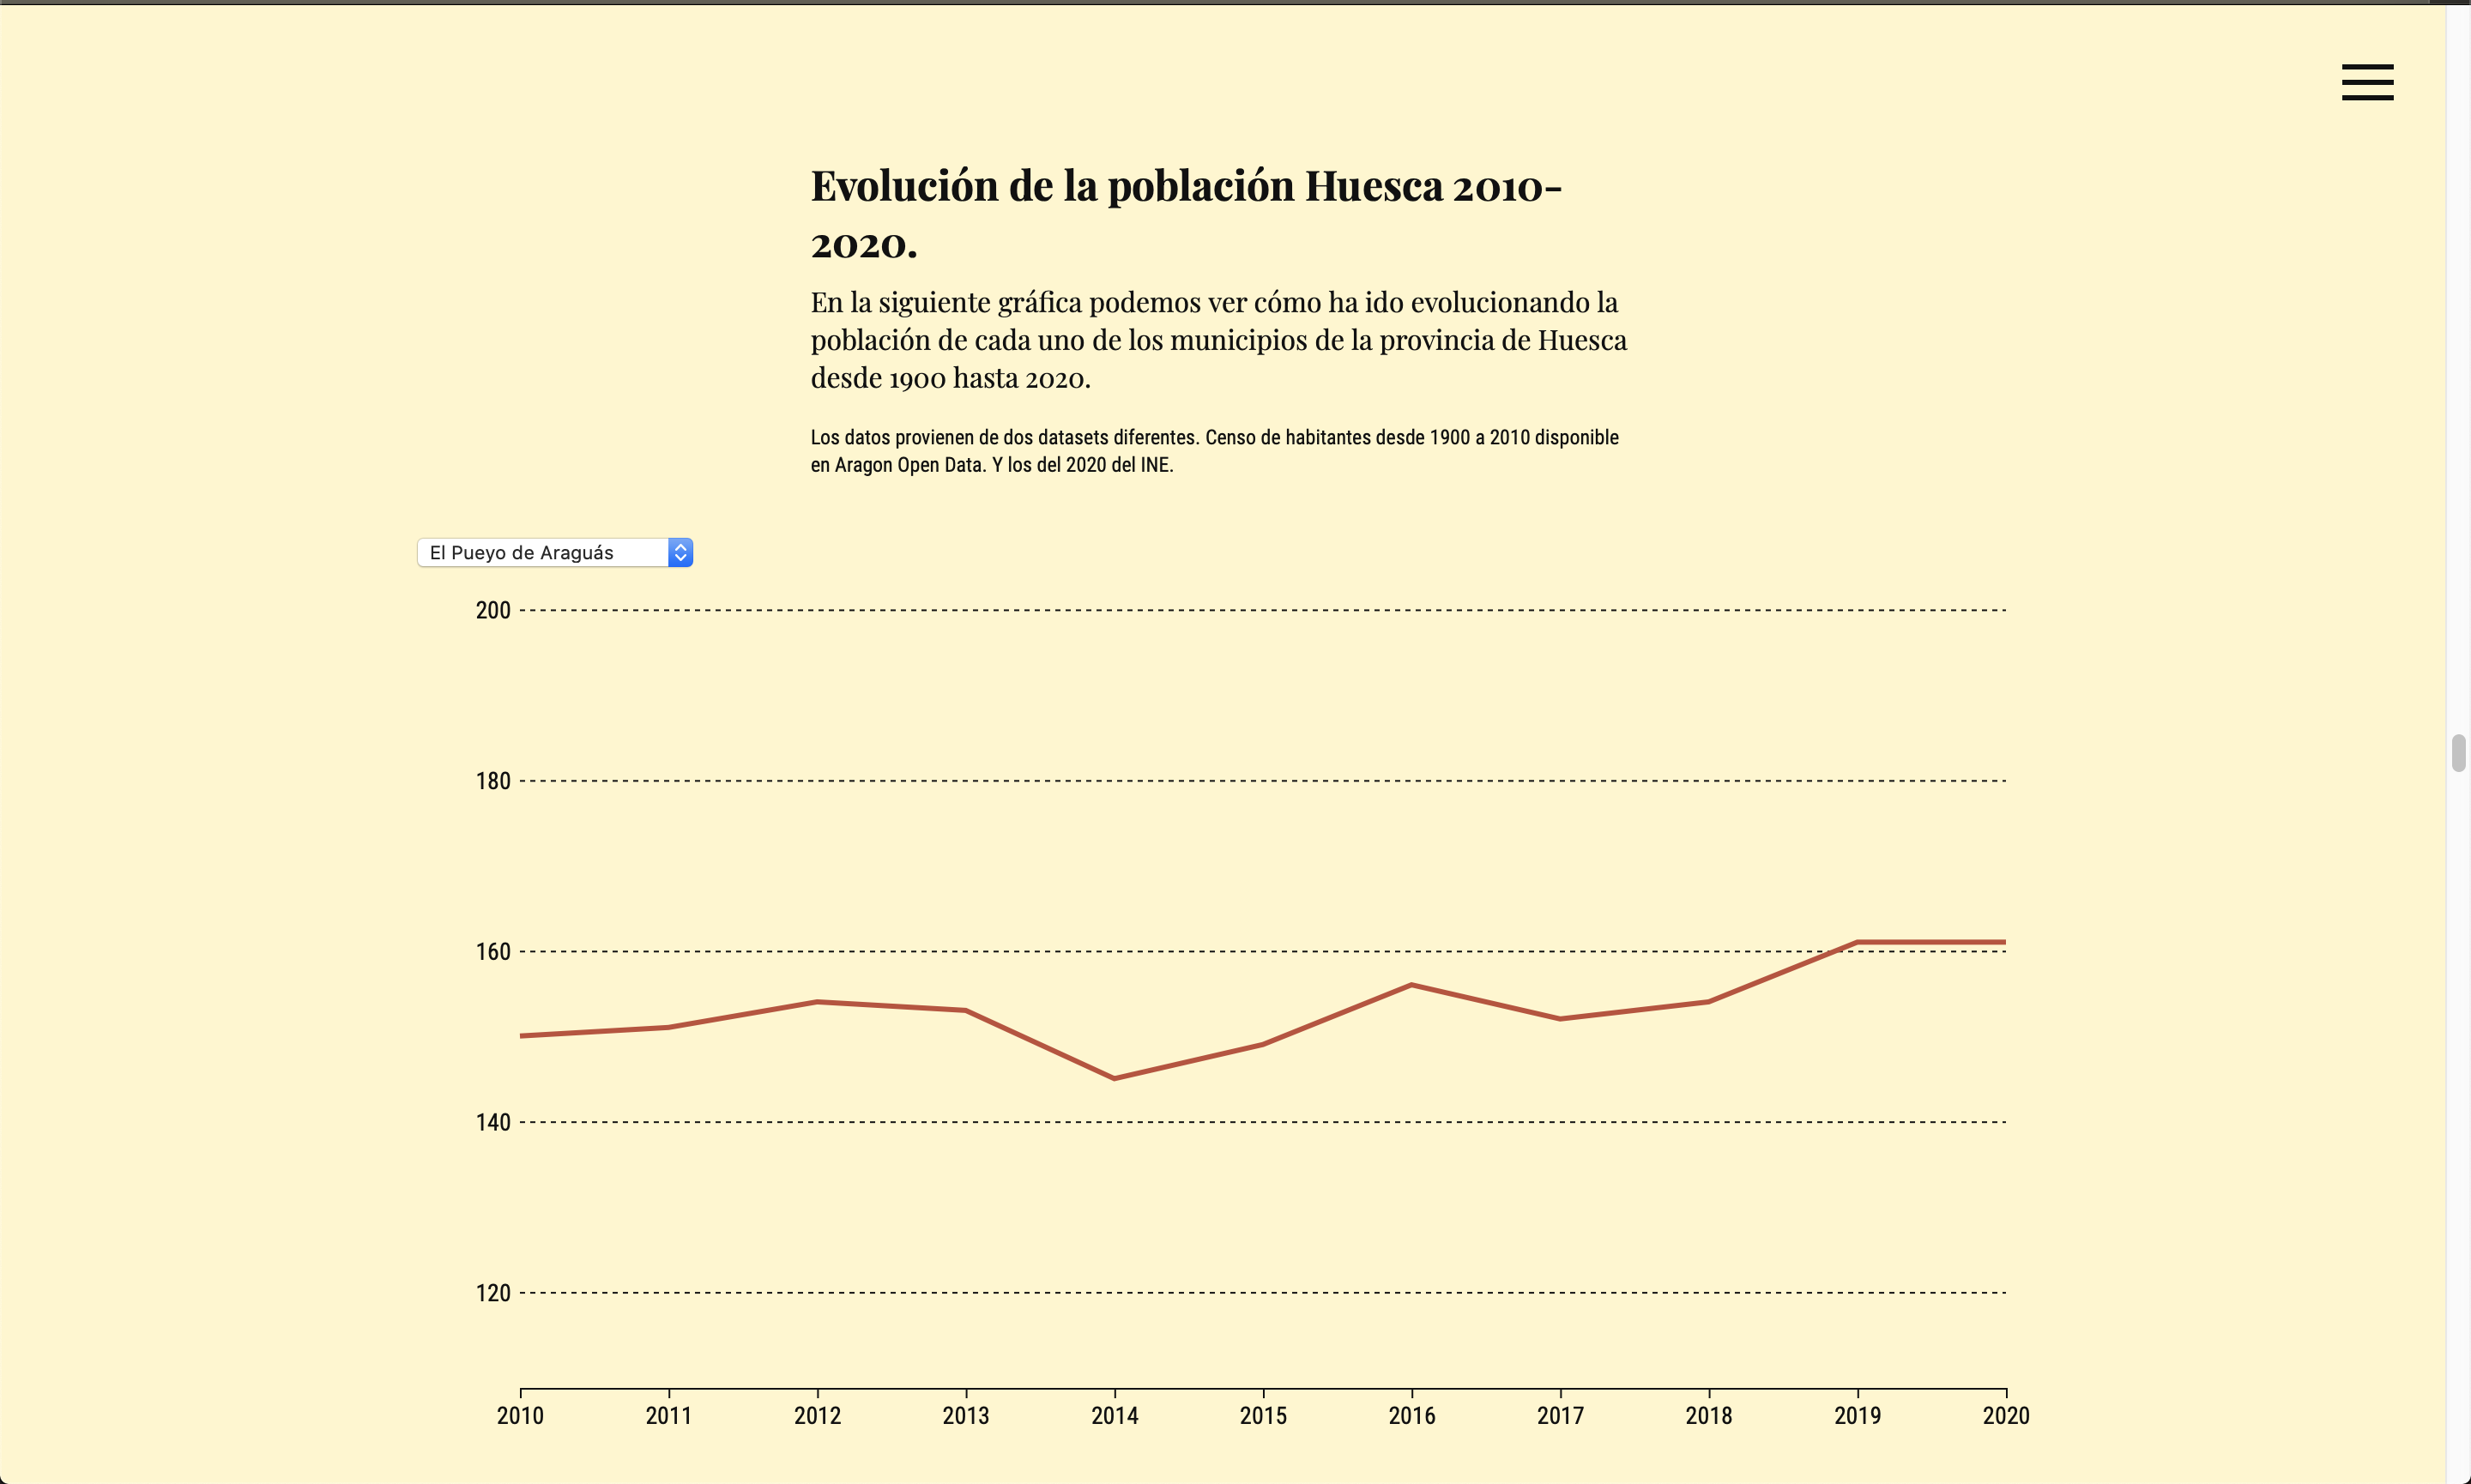 Evolución de la población Huesca 2010-
2020.
En la siguiente gráfica podemos ver cómo ha ido evolucionando la
población de cada uno de los municipios de la provincia de Huesca
desde 1900 hasta 2020.
Los datos provienen de dos datasets diferentes. Censo de habitantes desde 1900 a 2010 disponible
en Aragon Open Data. Y los del 2020 del INE.
El Pueyo de Araguás
200
180
160
140
120
2010 2011 2012 2013 2014 2015 2016 2017 2018 2019 2020